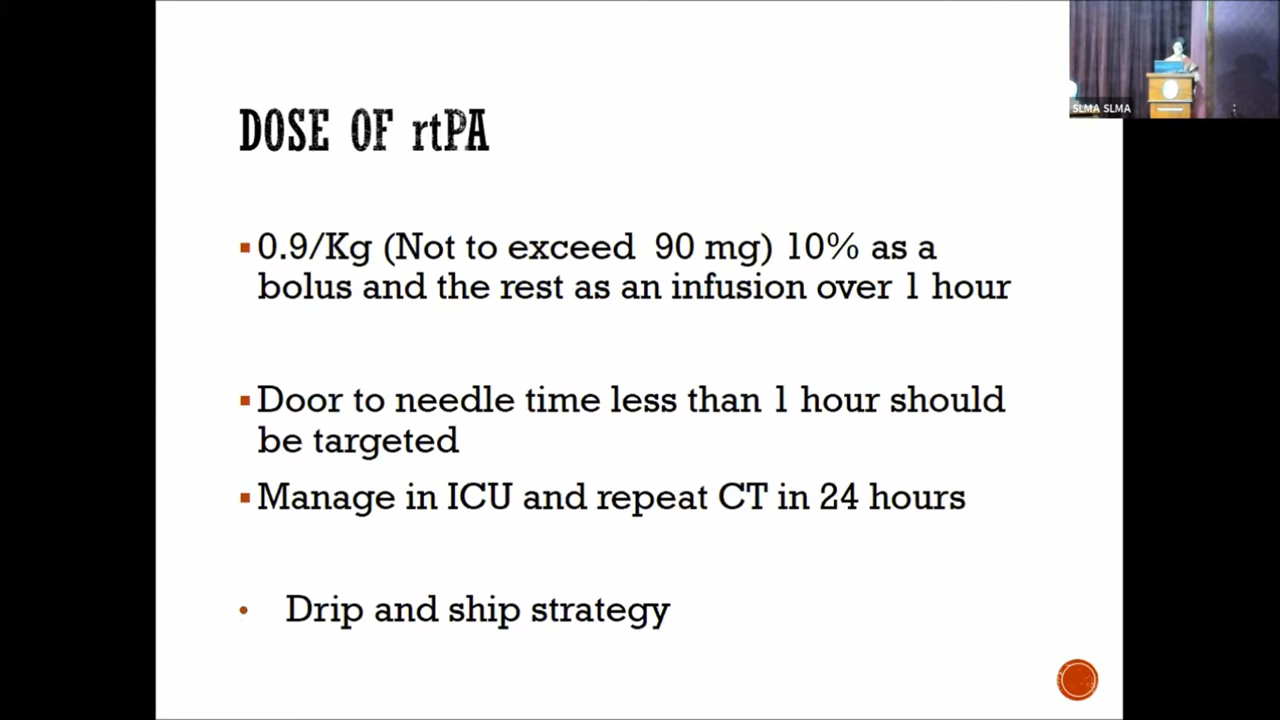 DOSE OF rtPA
SLMA SLMA
▪ 0.9/Kg (Not to exceed 90 mg) 10% as a
bolus and the rest as an infusion over 1 hour
▪ Door to needle time less than 1 hour should
be targeted
▪ Manage in ICU and repeat CT in 24 hours
• Drip and ship strategy